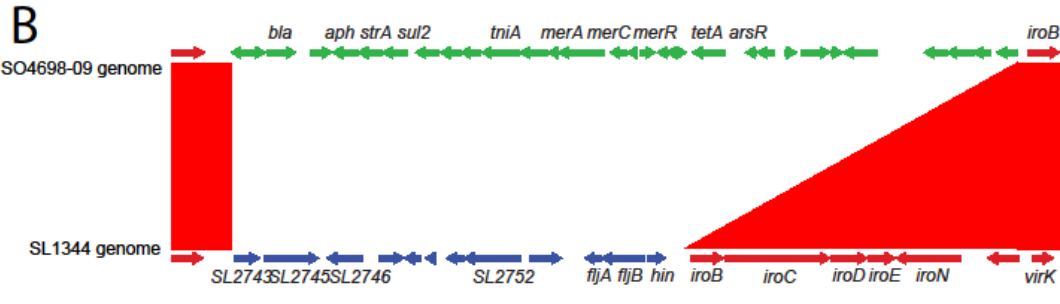 B
bla aph strA sul2 tniA merA merC merR tetA arsR iroB
SO4698-09 genome
SL1344 genome
SL2743 SL2745 SL2746 SL2752 fljA fljB hin iroB iroC iroD iroE iroN virK